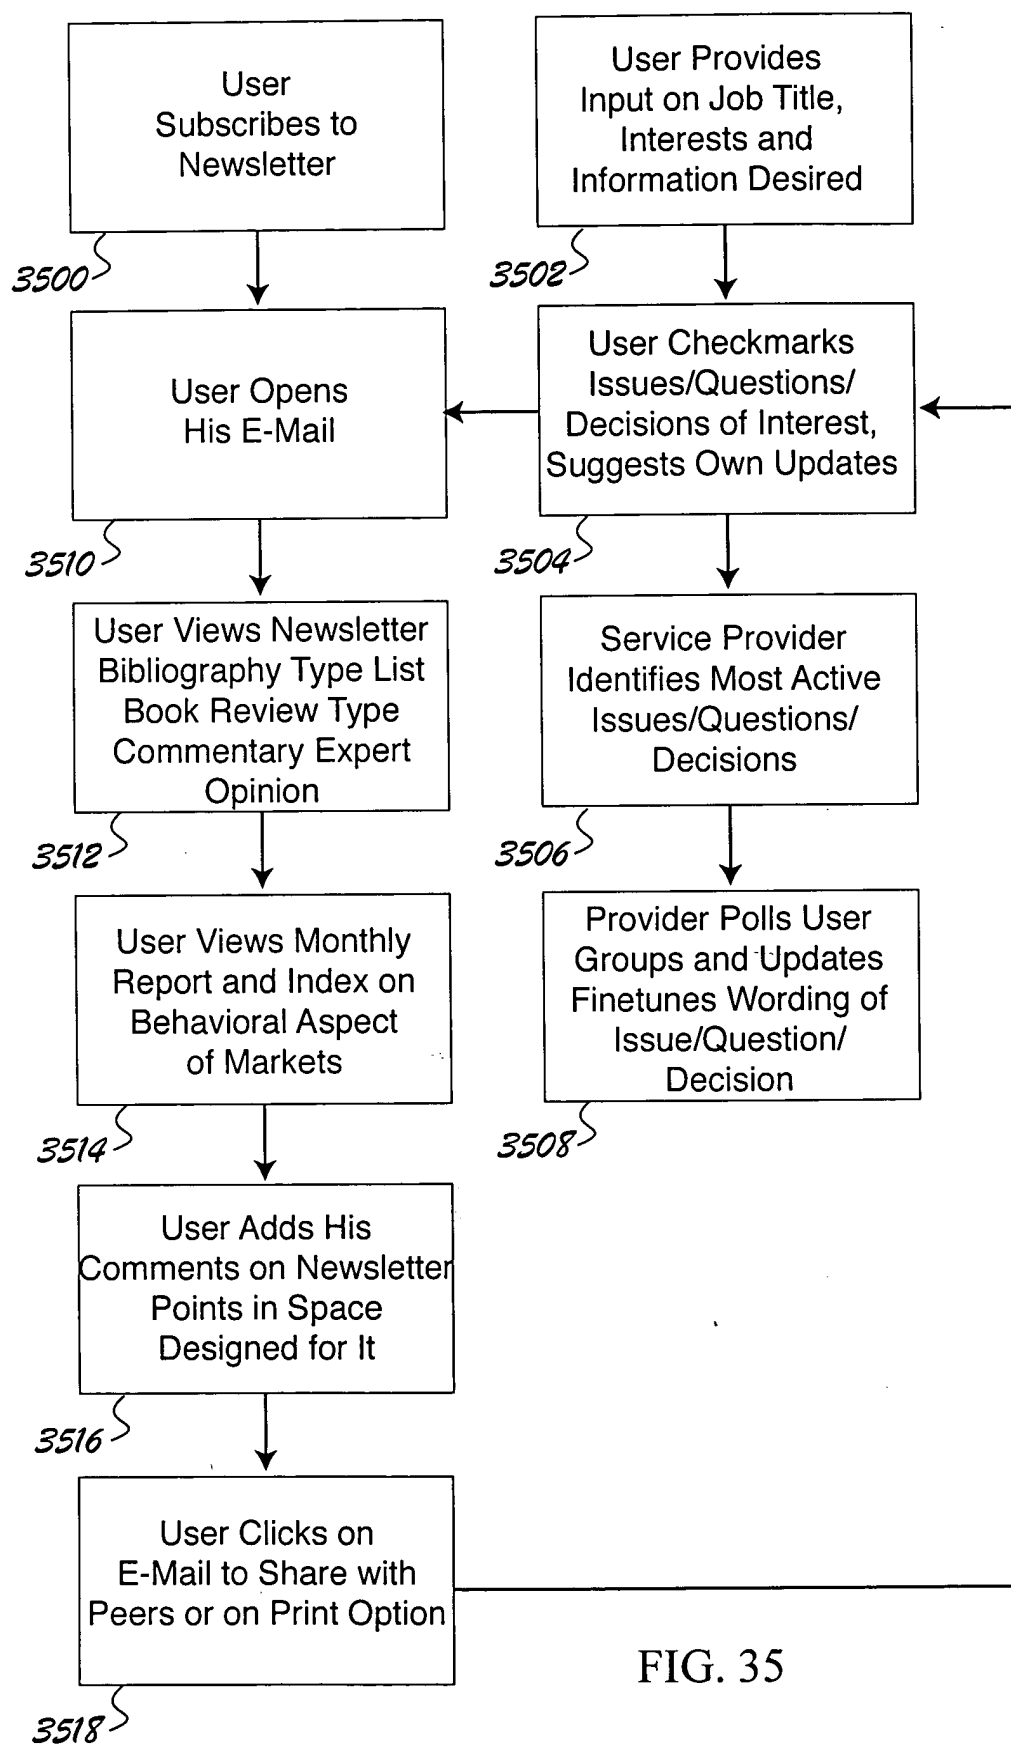 User
Subscribes to
Newsletter
3500
User Provides
Input on Job Title,
Interests and
Information Desired
3502
User Opens
His E-Mail
3510
User Checkmarks
Issues/Questions/
Decisions of Interest,
Suggests Own Updates
3504
User Views Newsletter
Bibliography Type List
Book Review Type
Commentary Expert
Opinion
3512
Service Provider
Identifies Most Active
Issues/Questions/
Decisions
3506
User Views Monthly
Report and Index on
Behavioral Aspect
of Markets
3514
Provider Polls User
Groups and Updates
Finetunes Wording of
Issue/Question/
Decision
3508
User Adds His
Comments on Newsletter
Points in Space
Designed for It
3516
User Clicks on
E-Mail to Share with
Peers or on Print Option
3518
FIG. 35